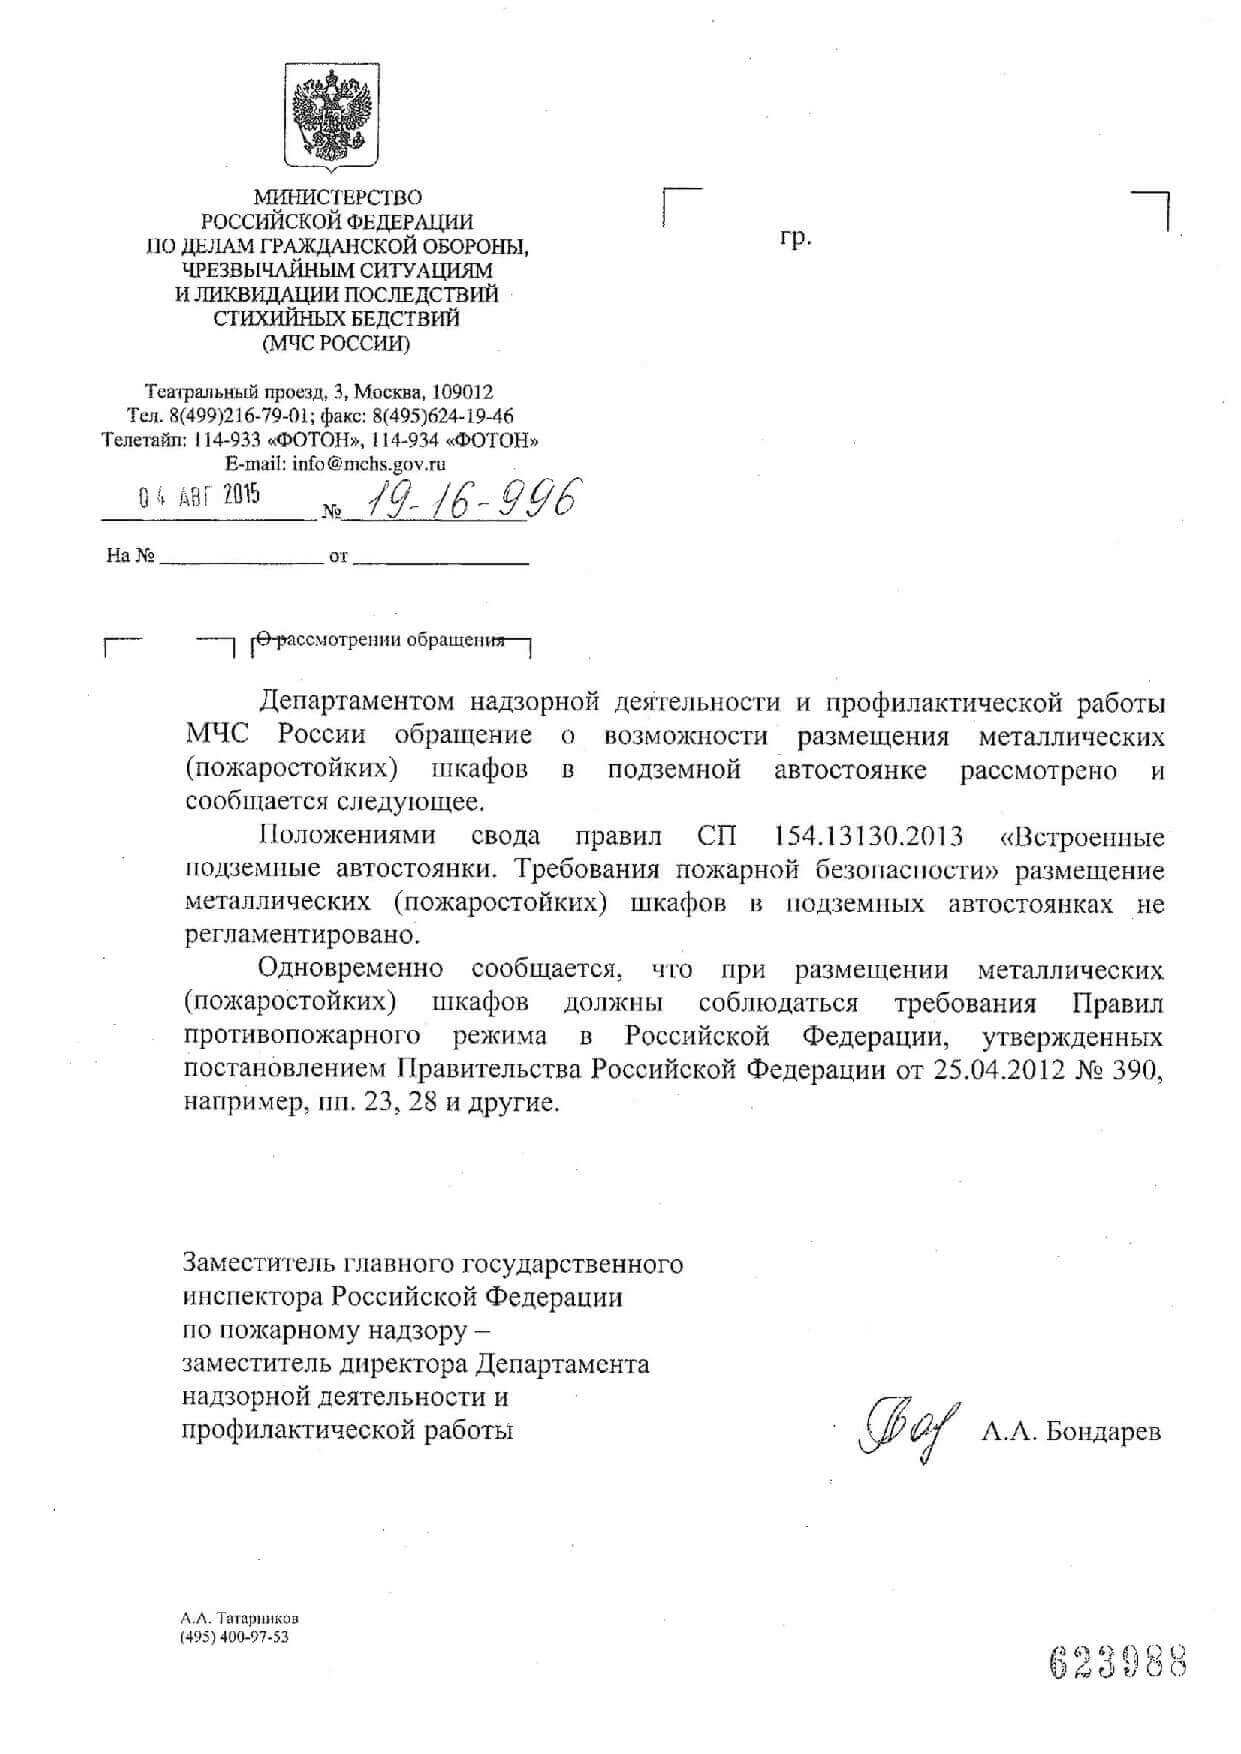 МИНИСТЕРСТВО
РОССИЙСКОЙ ФЕДЕРАЦИИ
ПО ДЕЛАМ ГРАЖДАНСКОЙ ОБОРОНЫ,
ЧРЕЗВЫЧАЙНЫМ СИТУАЦИЯМ
И ЛИКВИДАЦИИ ПОСЛЕДСТВИЙ
СТИХИЙНЫХ БЕДСТВИЙ
(МЧС РОССИИ)
Театральный проезд, 3, Москва, 109012
Тел. 8(499)216-79-01; факс: 8(495)624-19-46
Телетайп: 114-933 «ФОТОН», 114-934 «ФОТОН»
E-mail: info@mchs.gov.ru
04 АВГ 2015 № 19-16-996
На № от
гр.
О рассмотрении обращения
Департаментом надзорной деятельности и профилактической работы
МЧС России обращение о возможности размещения металлических
(пожаростойких) шкафов в подземной автостоянке рассмотрено и
сообщается следующее.
Положениями свода правил СП 154.13130.2013 «Встроенные
подземные автостоянки. Требования пожарной безопасности» размещение
металлических (пожаростойких) шкафов в подземных автостоянках не
регламентировано.
Одновременно сообщается, что при размещении металлических
(пожаростойких) шкафов должны соблюдаться требования Правил
противопожарного режима в Российской Федерации, утвержденных
постановлением Правительства Российской Федерации от 25.04.2012 № 390,
например, пп. 23, 28 и другие.
Заместитель главного государственного
инспектора Российской Федерации
по пожарному надзору –
заместитель директора Департамента
надзорной деятельности и
профилактической работы
А.А. Бондарев
А.А. Татарников
(495) 400-97-53
623988